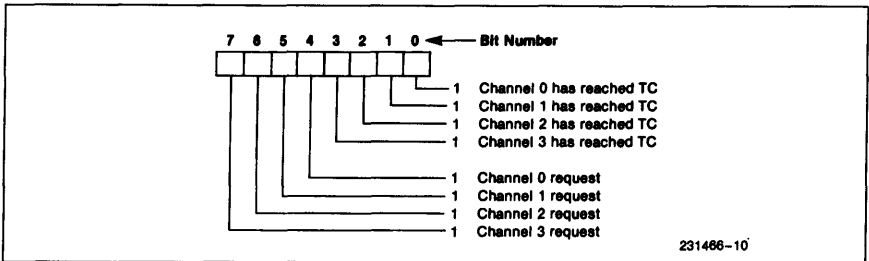 7 6 5 4 3 2 1 0 Bit Number
1 Channel 0 has reached TC
1 Channel 1 has reached TC
1 Channel 2 has reached TC
1 Channel 3 has reached TC
1 Channel 0 request
1 Channel 1 request
1 Channel 2 request
1 Channel 3 request
231466-10